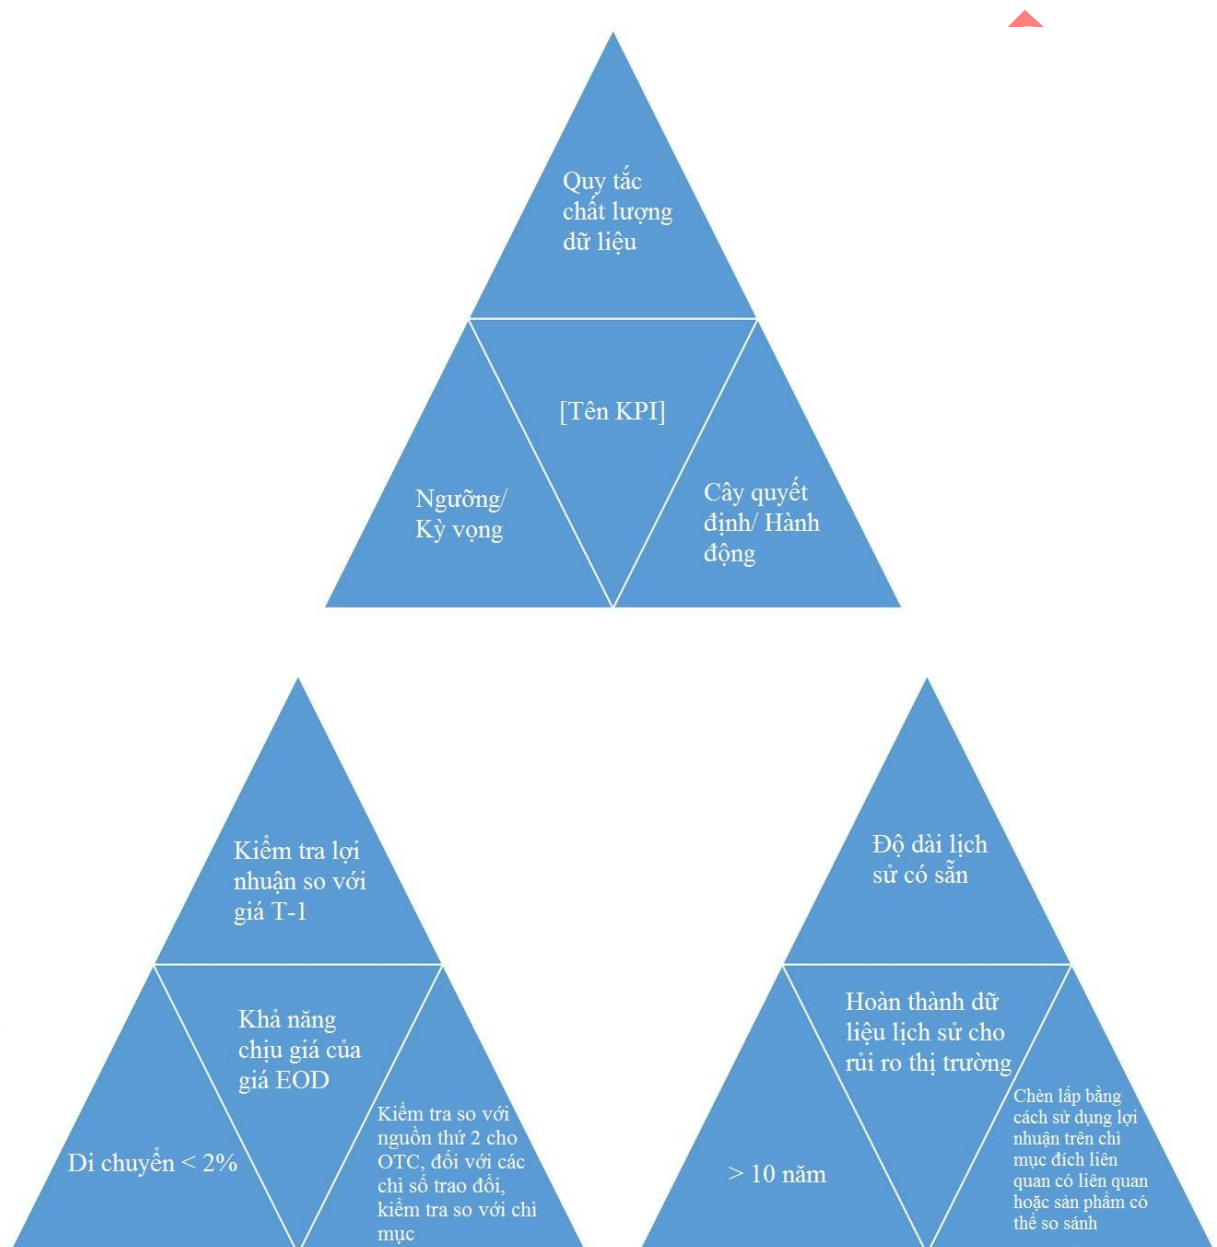 Quy tắc
chất lượng
dữ liệu
[Tên KPI]
Ngưỡng/
Kỳ vọng
Cây quyết
định/ Hành
động
Kiểm tra lợi
nhuận so với
giá T-1
Khả năng
chịu giá của
giá EOD
Di chuyển < 2%
Kiểm tra so với
nguồn thứ 2 cho
OTC, đối với các
chỉ số trao đổi,
kiểm tra so với chỉ
mục
Độ dài lịch
sử có sẵn
Hoàn thành dữ
liệu lịch sử cho
rủi ro thị trường
> 10 năm
Chèn lấp bằng
cách sử dụng lợi
nhuận trên chỉ
mục đích liên
quan có liên quan
hoặc sản phẩm có
thể so sánh